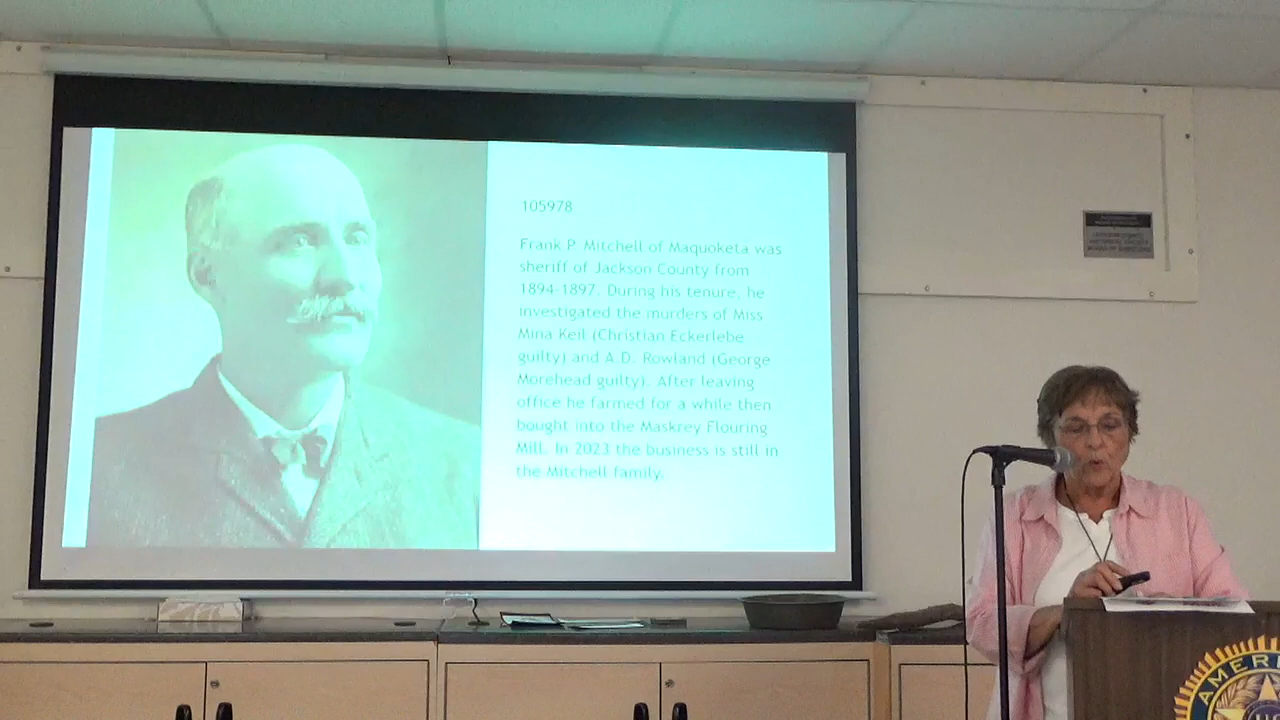 105978
Frank P. Mitchell of Maquoketa was
sheriff of Jackson County from
1894-1897. During his tenure, he
investigated the murders of Miss
Mina Keil (Christian Eckerlebe
guilty) and A.D. Rowland (George
Morehead guilty). After leaving
office he farmed for a while then
bought into the Maskrey Flouring
Mill. In 2023 the business is still in
the Mitchell family.
AMERI